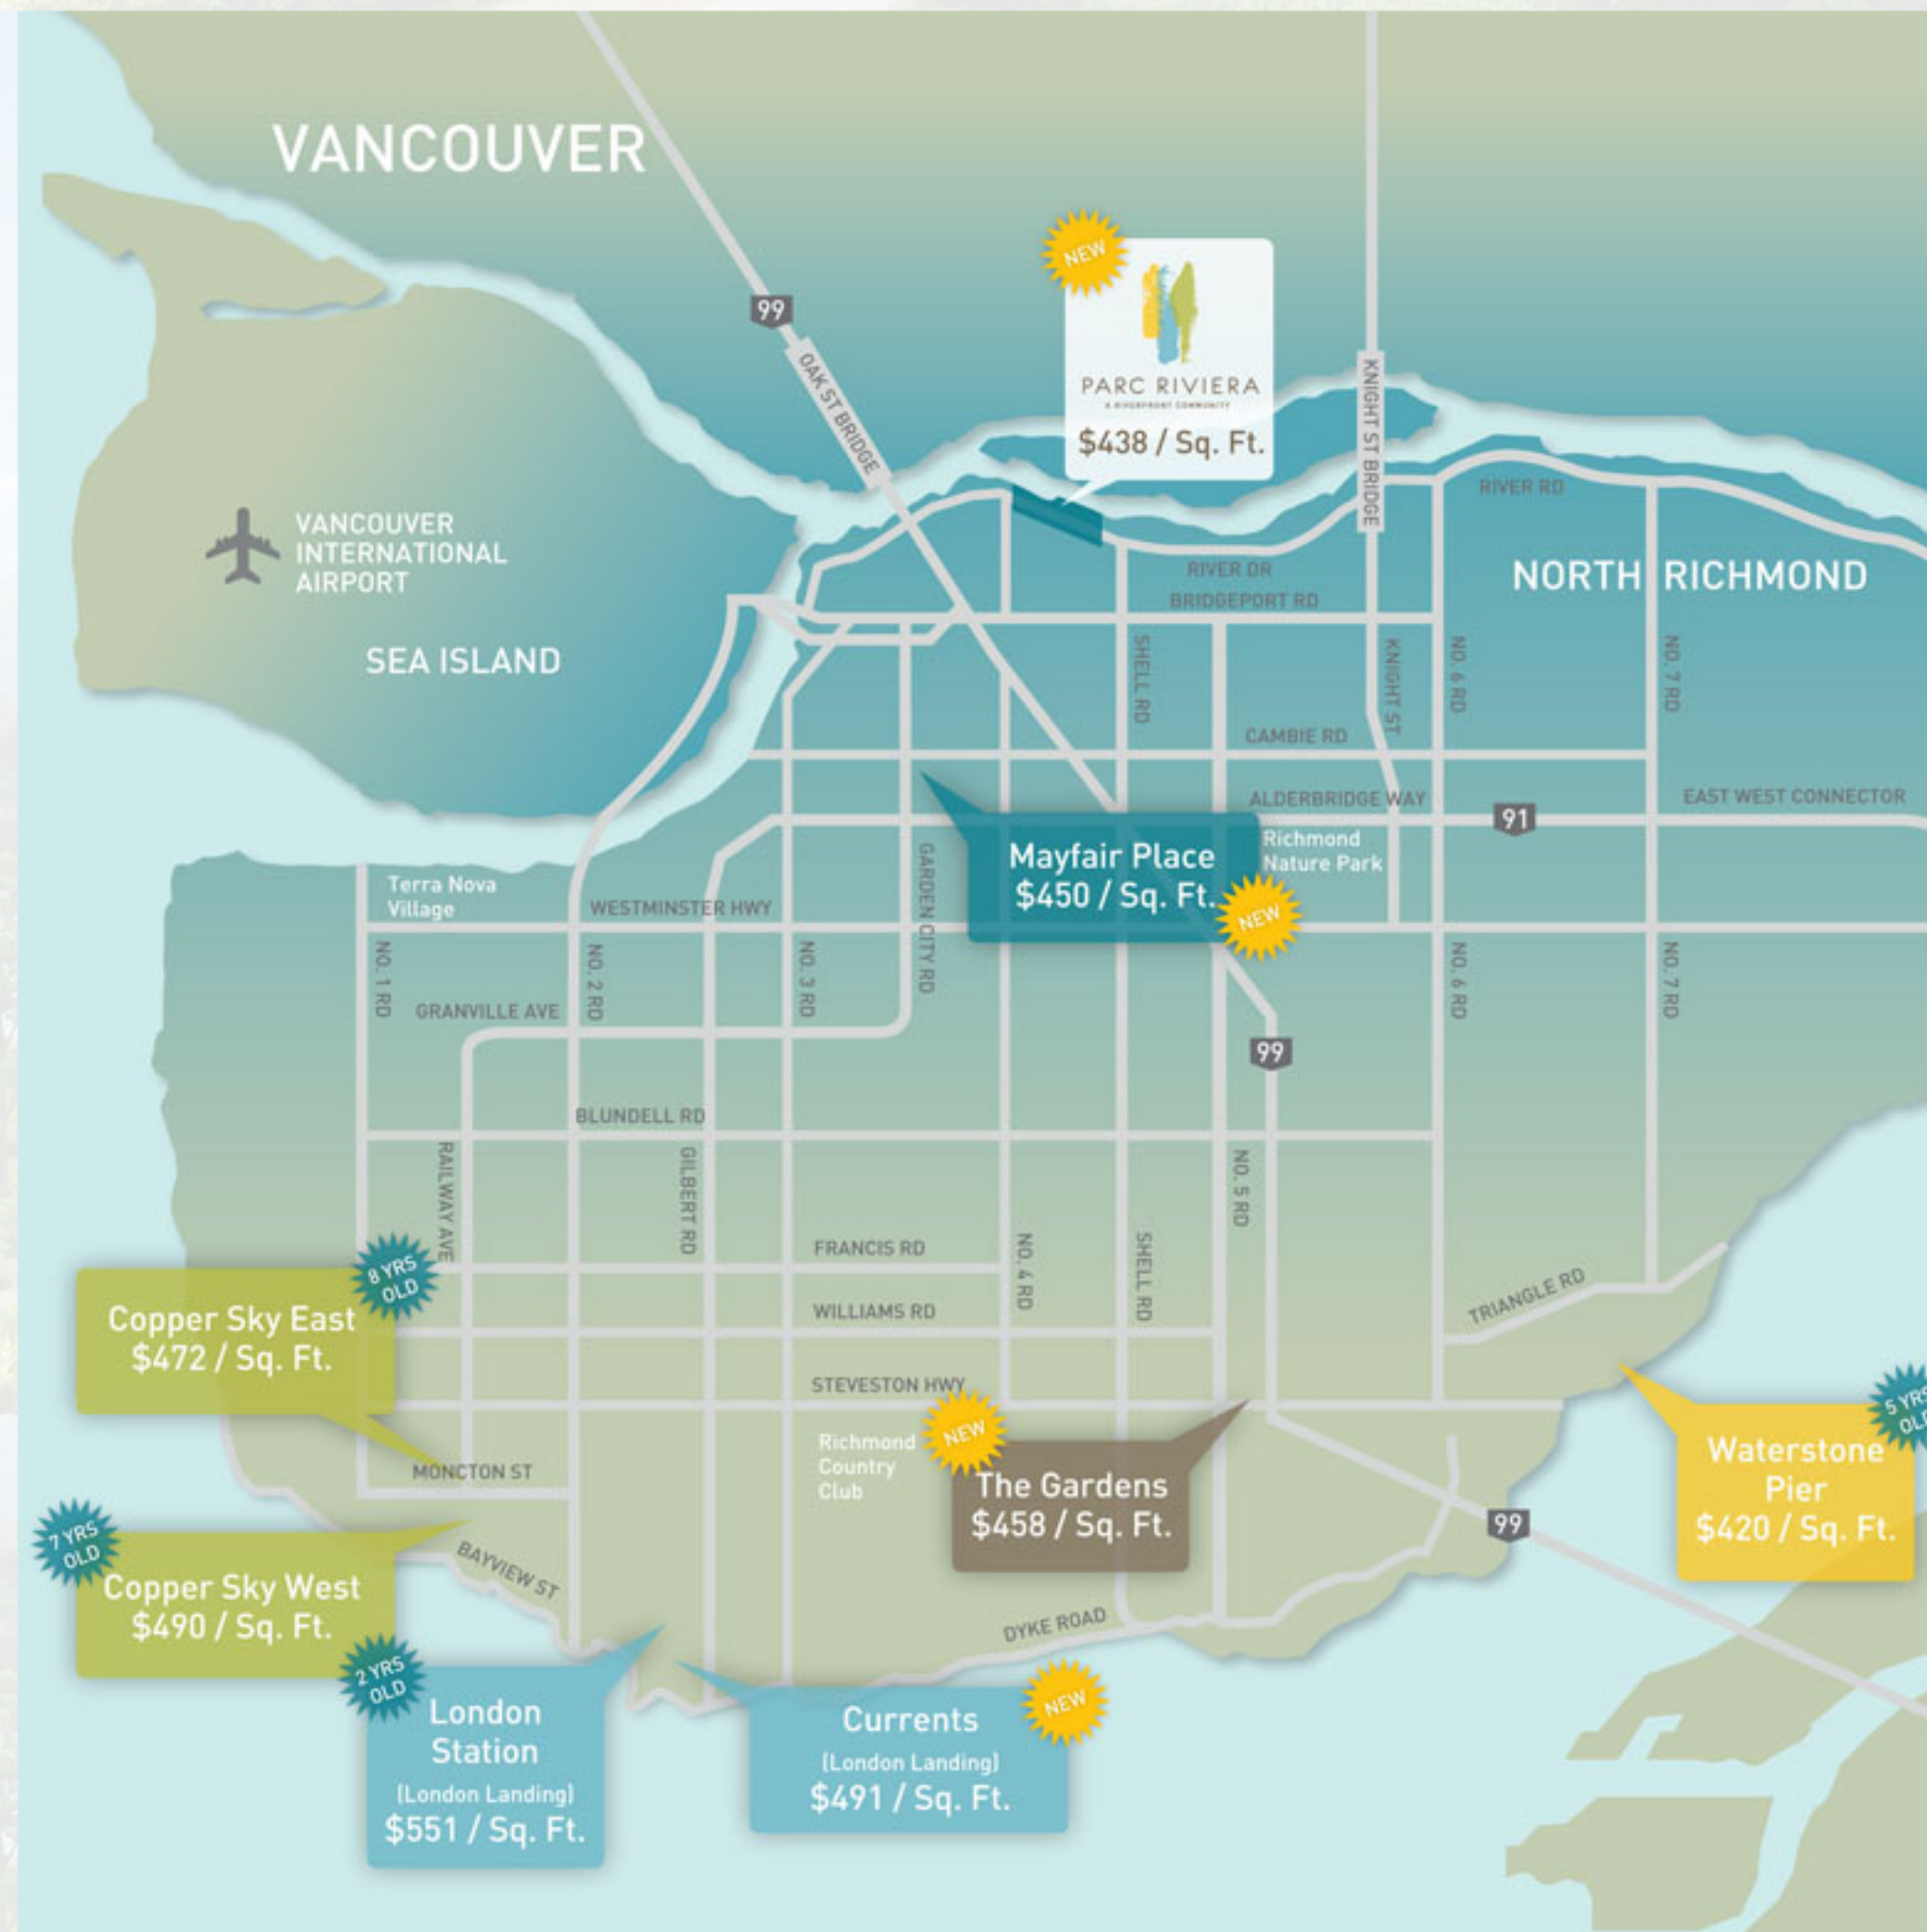 VANCOUVER
NEW
PARC RIVIERA
A RIVERFRONT COMMUNITY
$438 / Sq. Ft.
99
OAK ST BRIDGE
KNIGHT ST BRIDGE
RIVER RD
VANCOUVER
INTERNATIONAL
AIRPORT
SEA ISLAND
NORTH RICHMOND
RIVER DR
BRIDGEPORT RD
SHELL RD
KNIGHT ST
NO. 6 RD
NO. 7 RD
CAMBIE RD
ALDERBRIDGE WAY
91
EAST WEST CONNECTOR
Mayfair Place
$450 / Sq. Ft.
NEW
Richmond
Nature Park
Terra Nova
Village
WESTMINSTER HWY
GARDEN CITY RD
NO. 1 RD
GRANVILLE AVE
NO. 2 RD
NO. 3 RD
NO. 6 RD
NO. 7 RD
99
BLUNDELL RD
RAILWAY AVE
GILBERT RD
NO. 5 RD
FRANCIS RD
NO. 4 RD
SHELL RD
8 YRS
OLD
Copper Sky East
$472 / Sq. Ft.
WILLIAMS RD
TRIANGLE RD
STEVESTON HWY
Richmond
Country
Club
NEW
The Gardens
$458 / Sq. Ft.
5 YRS
OLD
Waterstone
Pier
$420 / Sq. Ft.
MONCTON ST
99
7 YRS
OLD
Copper Sky West
$490 / Sq. Ft.
BAYVIEW ST
DYKE ROAD
2 YRS
OLD
London
Station
(London Landing)
$551 / Sq. Ft.
NEW
Currents
(London Landing)
$491 / Sq. Ft.